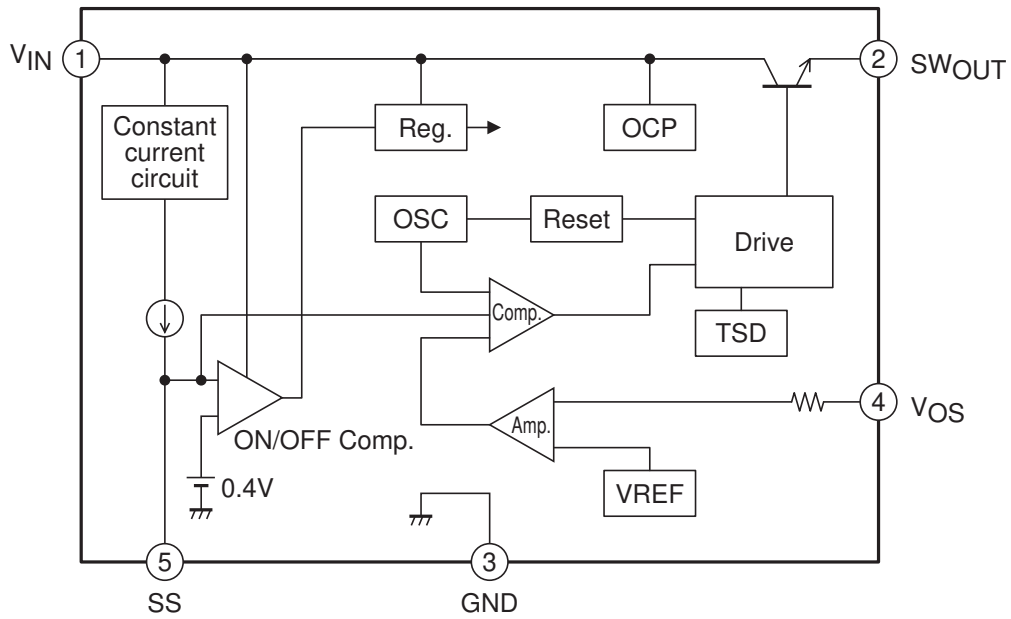 VIN
1
2
SWOUT
Constant
current
circuit
Reg.
OCP
OSC
Reset
Drive
Comp.
TSD
4
VOS
Amp.
ON/OFF Comp.
0.4V
VREF
5
3
SS
GND